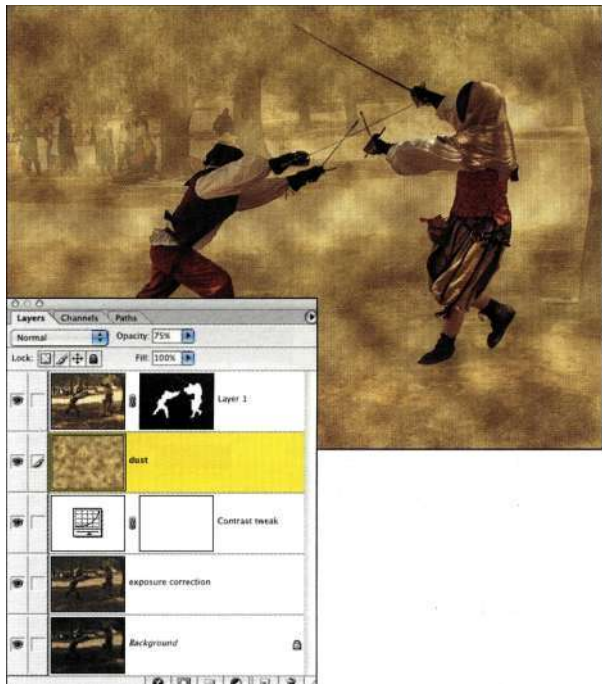 Layers Channels Paths
Normal Opacity: 75%
Lock: Fill: 100%
Layer 1
dust
Contrast tweak
exposure correction
Background